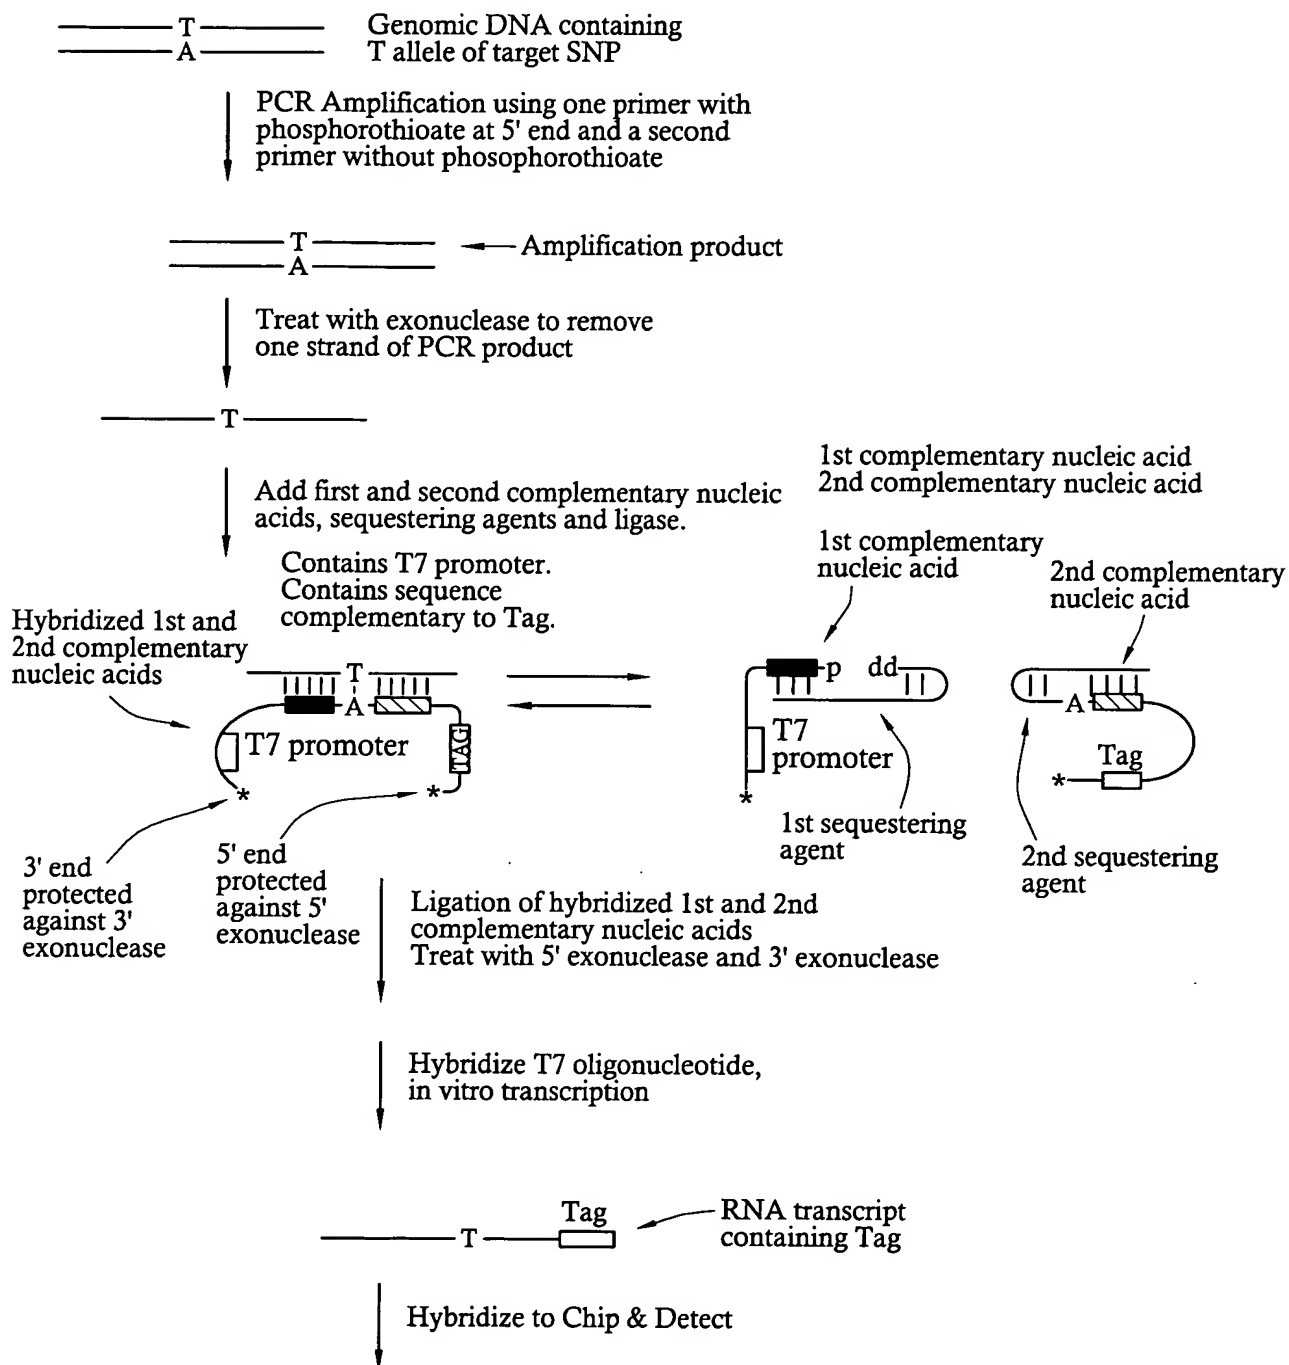 T
A
Genomic DNA containing
T allele of target SNP
PCR Amplification using one primer with
phosphorothioate at 5' end and a second
primer without phosophorothioate
T
A
Amplification product
Treat with exonuclease to remove
one strand of PCR product
T
Add first and second complementary nucleic
acids, sequestering agents and ligase.
1st complementary nucleic acid
2nd complementary nucleic acid
Contains T7 promoter.
Contains sequence
complementary to Tag.
Hybridized 1st and
2nd complementary
nucleic acids
T
A
T7 promoter
TAG
*
*
1st complementary
nucleic acid
p
dd
T7
promoter
*
1st sequestering
agent
2nd complementary
nucleic acid
A
Tag
*
2nd sequestering
agent
3' end
protected
against 3'
exonuclease
5' end
protected
against 5'
exonuclease
Ligation of hybridized 1st and 2nd
complementary nucleic acids
Treat with 5' exonuclease and 3' exonuclease
Hybridize T7 oligonucleotide,
in vitro transcription
Tag
T
RNA transcript
containing Tag
Hybridize to Chip & Detect